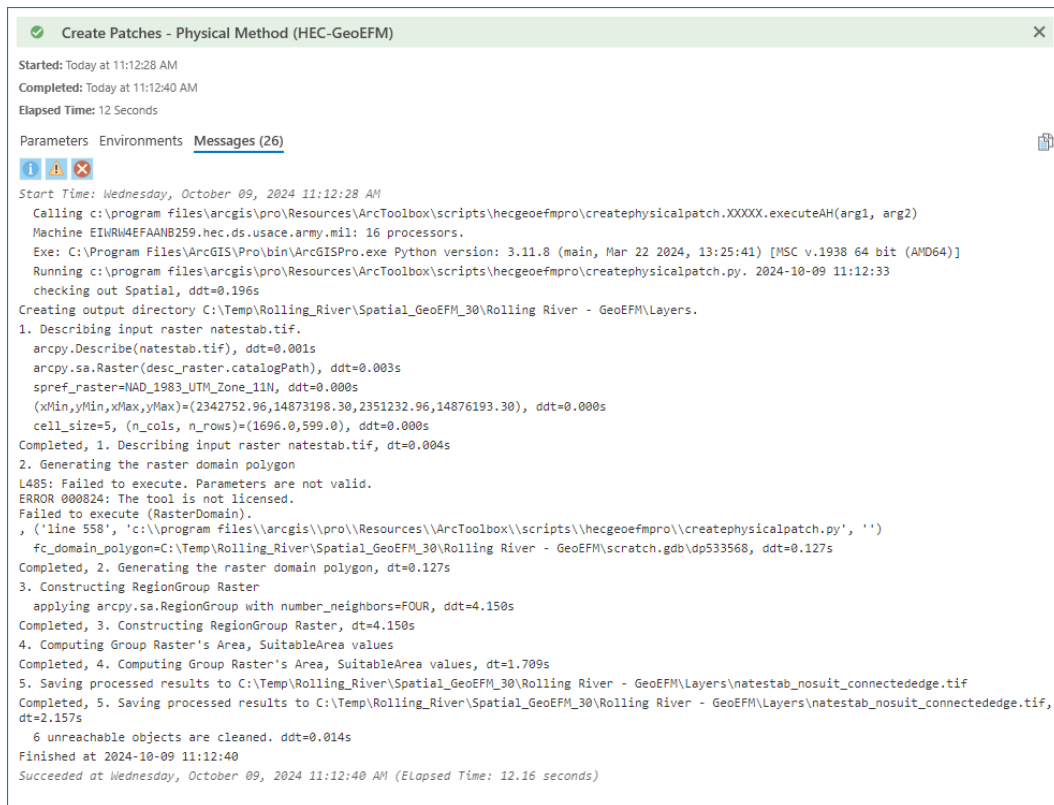 Create Patches - Physical Method (HEC-GeoEFM)
Started: Today at 11:12:28 AM
Completed: Today at 11:12:40 AM
Elapsed Time: 12 Seconds
Parameters Environments Messages (26)
Start Time: Wednesday, October 09, 2024 11:12:28 AM
Calling c:\program files\arcgis\pro\Resources\ArcToolbox\scripts\hecgeoefmpro\createphysicalpatch.XXXXX.executeAH(arg1, arg2)
Machine EIWRW4EFAANB259.hec.ds.usace.army.mil: 16 processors.
Exe: C:\Program Files\ArcGIS\Pro\bin\ArcGISPro.exe Python version: 3.11.8 (main, Mar 22 2024, 13:25:41) [MSC v.1938 64 bit (AMD64)]
Running c:\program files\arcgis\pro\Resources\ArcToolbox\scripts\hecgeoefmpro\createphysicalpatch.py. 2024-10-09 11:12:33
checking out Spatial, ddt=0.196s
Creating output directory C:\Temp\Rolling_River\Spatial_GeoEFM_30\Rolling River - GeoEFM\Layers.
1. Describing input raster natestab.tif.
arcpy.Describe(natestab.tif), ddt=0.001s
arcpy.sa.Raster(desc_raster.catalogPath), ddt=0.003s
spref_raster=NAD_1983_UTM_Zone_11N, ddt=0.000s
(xMin,yMin,xMax,yMax)=(2342752.96,14873198.30,2351232.96,14876193.30), ddt=0.000s
cell_size=5, (n_cols, n_rows)=(1696.0,599.0), ddt=0.000s
Completed, 1. Describing input raster natestab.tif, dt=0.004s
2. Generating the raster domain polygon
L485: Failed to execute. Parameters are not valid.
ERROR 000824: The tool is not licensed.
Failed to execute (RasterDomain).
, ('line 558', 'c:\\program files\\arcgis\\pro\\Resources\\ArcToolbox\\scripts\\hecgeoefmpro\\createphysicalpatch.py', '')
fc_domain_polygon=C:\Temp\Rolling_River\Spatial_GeoEFM_30\Rolling River - GeoEFM\scratch.gdb\dp533568, ddt=0.127s
Completed, 2. Generating the raster domain polygon, dt=0.127s
3. Constructing RegionGroup Raster
applying arcpy.sa.RegionGroup with number_neighbors=FOUR, ddt=4.150s
Completed, 3. Constructing RegionGroup Raster, dt=4.150s
4. Computing Group Raster's Area, SuitableArea values
Completed, 4. Computing Group Raster's Area, SuitableArea values, dt=1.709s
5. Saving processed results to C:\Temp\Rolling_River\Spatial_GeoEFM_30\Rolling River - GeoEFM\Layers\natestab_nosuit_connectededge.tif
Completed, 5. Saving processed results to C:\Temp\Rolling_River\Spatial_GeoEFM_30\Rolling River - GeoEFM\Layers\natestab_nosuit_connectededge.tif,
dt=2.157s
6 unreachable objects are cleaned. ddt=0.014s
Finished at 2024-10-09 11:12:40
Succeeded at Wednesday, October 09, 2024 11:12:40 AM (Elapsed Time: 12.16 seconds)